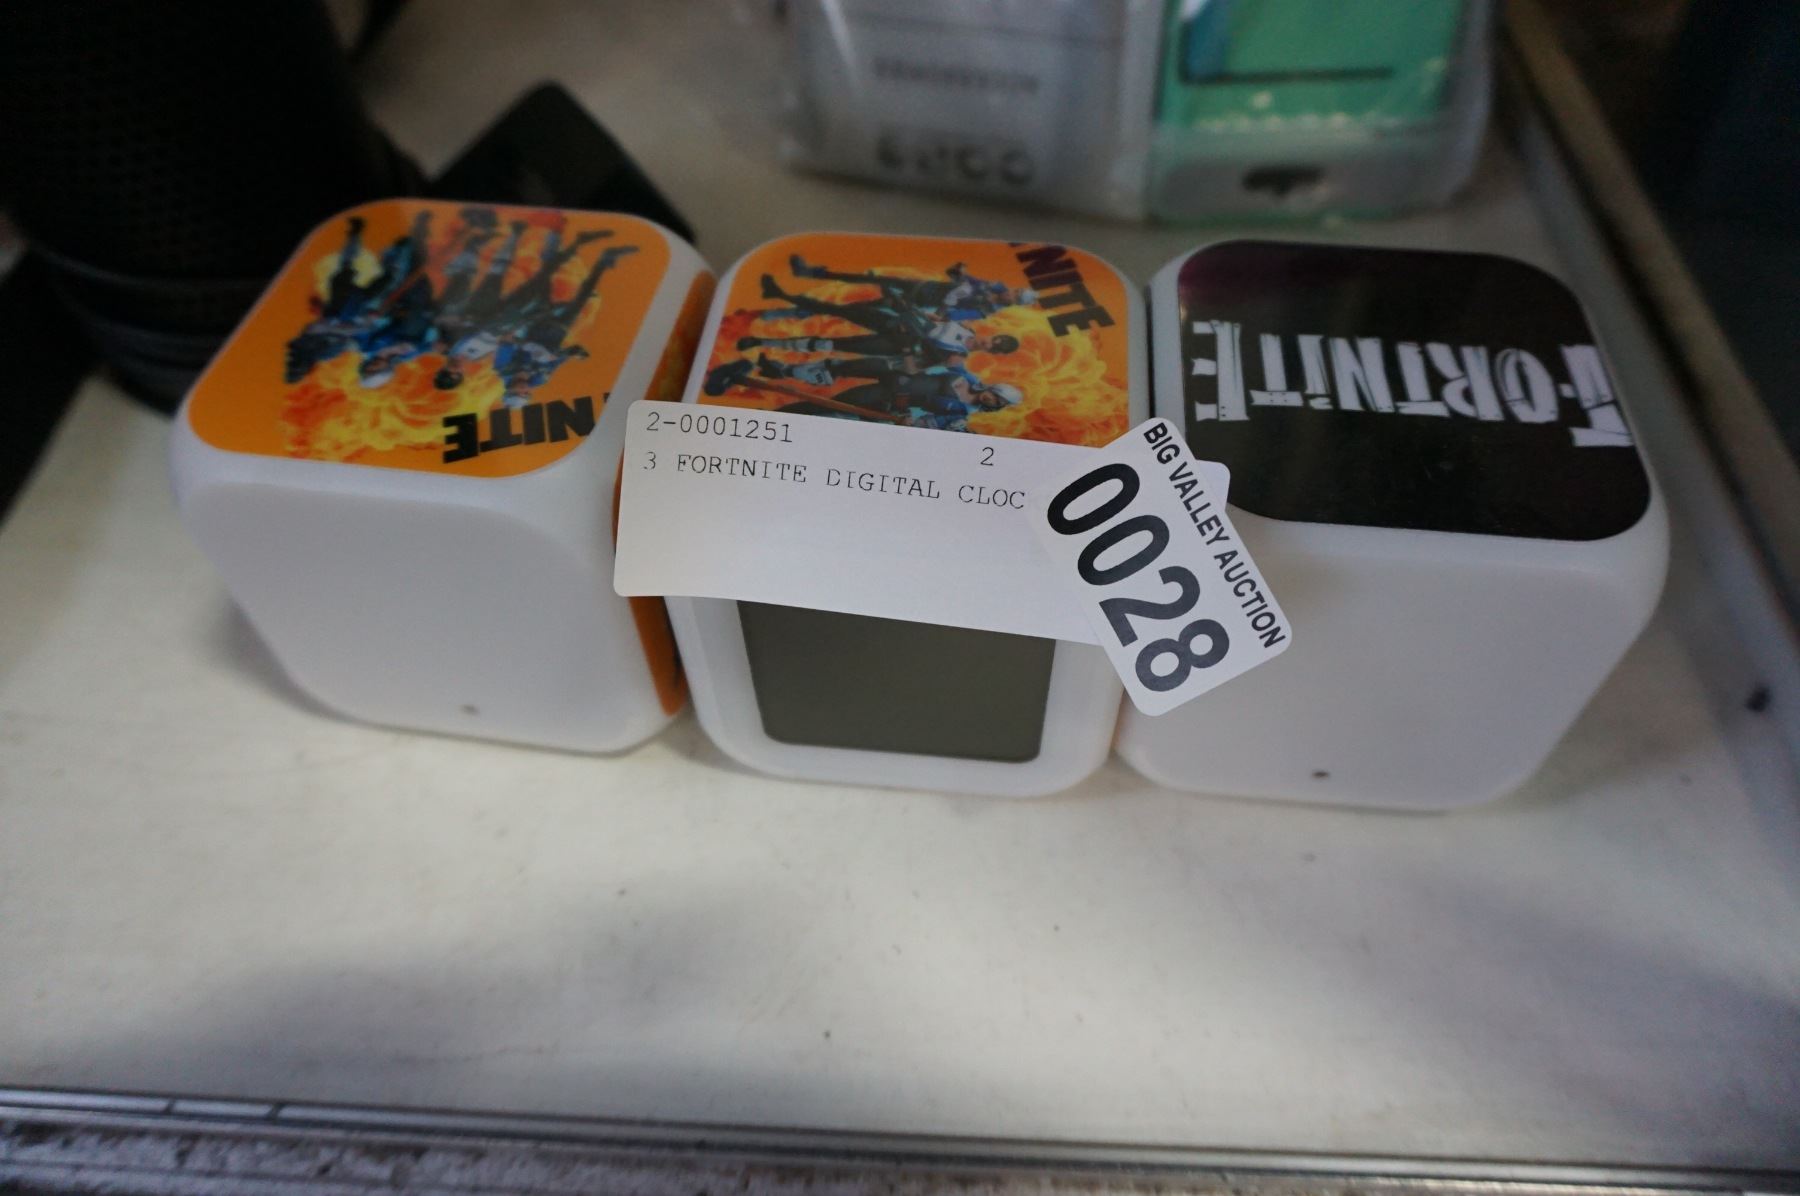 NITE
NITE
FORTNITE
2-0001251
2
3 FORTNITE DIGITAL CLOC
BIG VALLEY AUCTION
0028